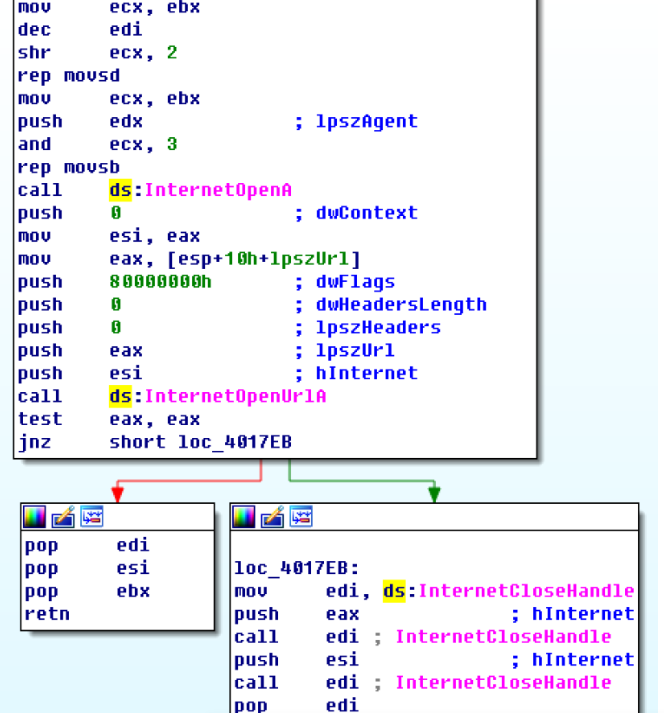 mov ecx, ebx
dec edi
shr ecx, 2
rep movsd
mov ecx, ebx
push edx ; lpszAgent
and ecx, 3
rep movsb
call ds:InternetOpenA
push 0 ; dwContext
mov esi, eax
mov eax, [esp+10h+lpszUrl]
push 80000000h ; dwFlags
push 0 ; dwHeadersLength
push 0 ; lpszHeaders
push eax ; lpszUrl
push esi ; hInternet
call ds:InternetOpenUrlA
test eax, eax
jnz short loc_4017EB
pop edi
pop esi
pop ebx
retn
loc_4017EB:
mov edi, ds:InternetCloseHandle
push eax ; hInternet
call edi ; InternetCloseHandle
push esi ; hInternet
call edi ; InternetCloseHandle
pop edi